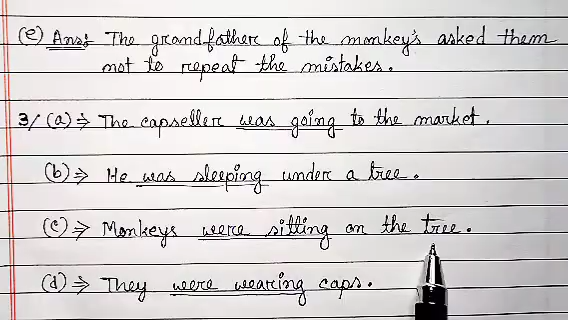 (e) Ans: The grandfather of the monkey's asked them
not to repeat the mistakes.
3/ (a) ⇒ The capseller was going to the market.
(b) ⇒ He was sleeping under a tree.
(c) ⇒ Monkeys were sitting on the tree.
(d) ⇒ They were wearing caps.